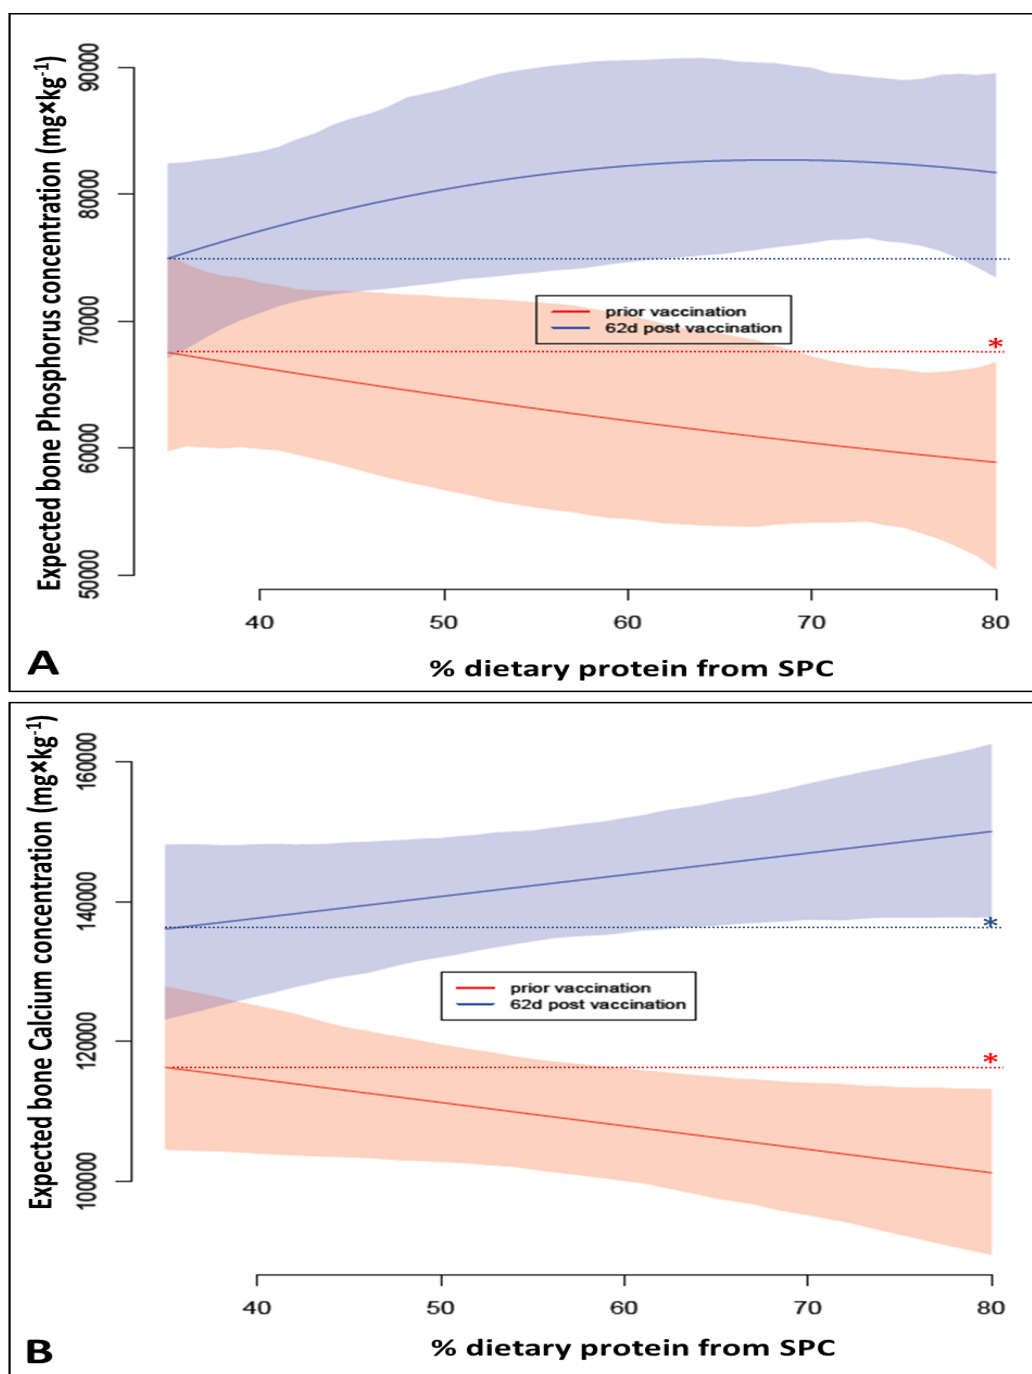 Expected bone Phosphorus concentration (mg×kg⁻¹)
90000
80000
70000
60000
50000
prior vaccination
62d post vaccination
*
40 50 60 70 80
% dietary protein from SPC
A
Expected bone Calcium concentration (mg×kg⁻¹)
160000
140000
120000
100000
*
prior vaccination
62d post vaccination
*
40 50 60 70 80
% dietary protein from SPC
B